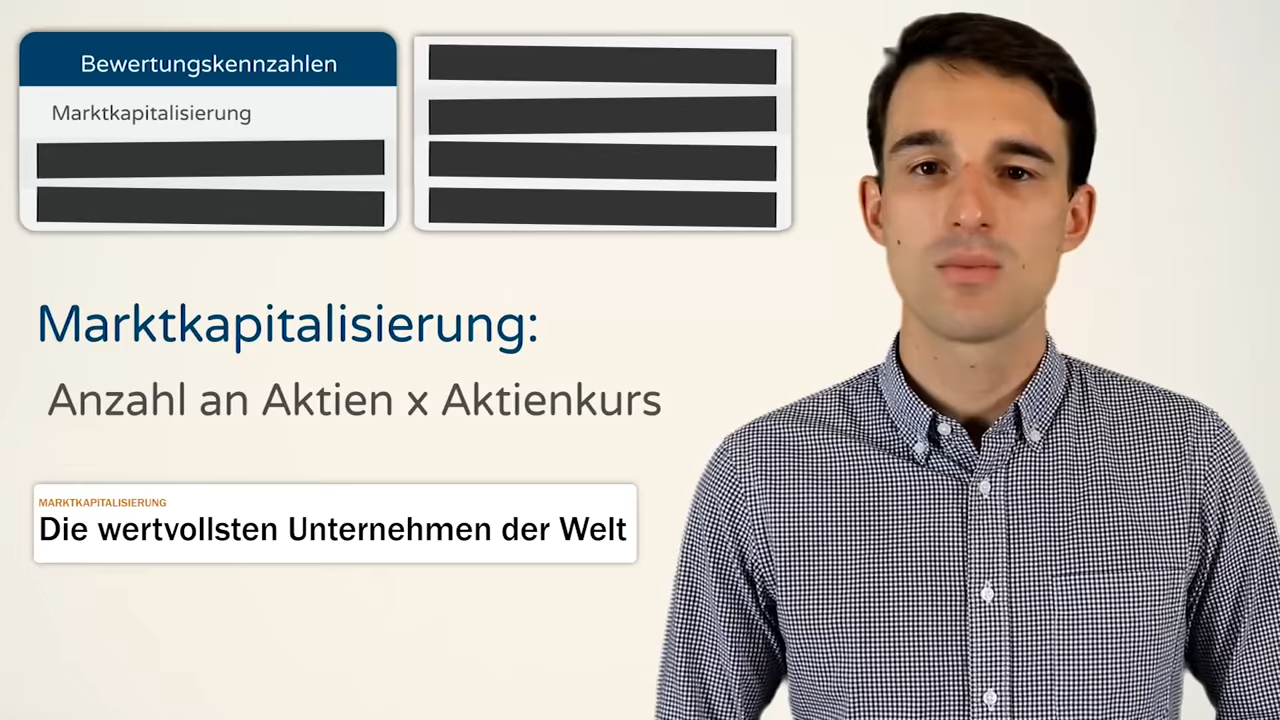 Bewertungskennzahlen
Marktkapitalisierung
Marktkapitalisierung:
Anzahl an Aktien x Aktienkurs
MARKTKAPITALISIERUNG
Die wertvollsten Unternehmen der Welt